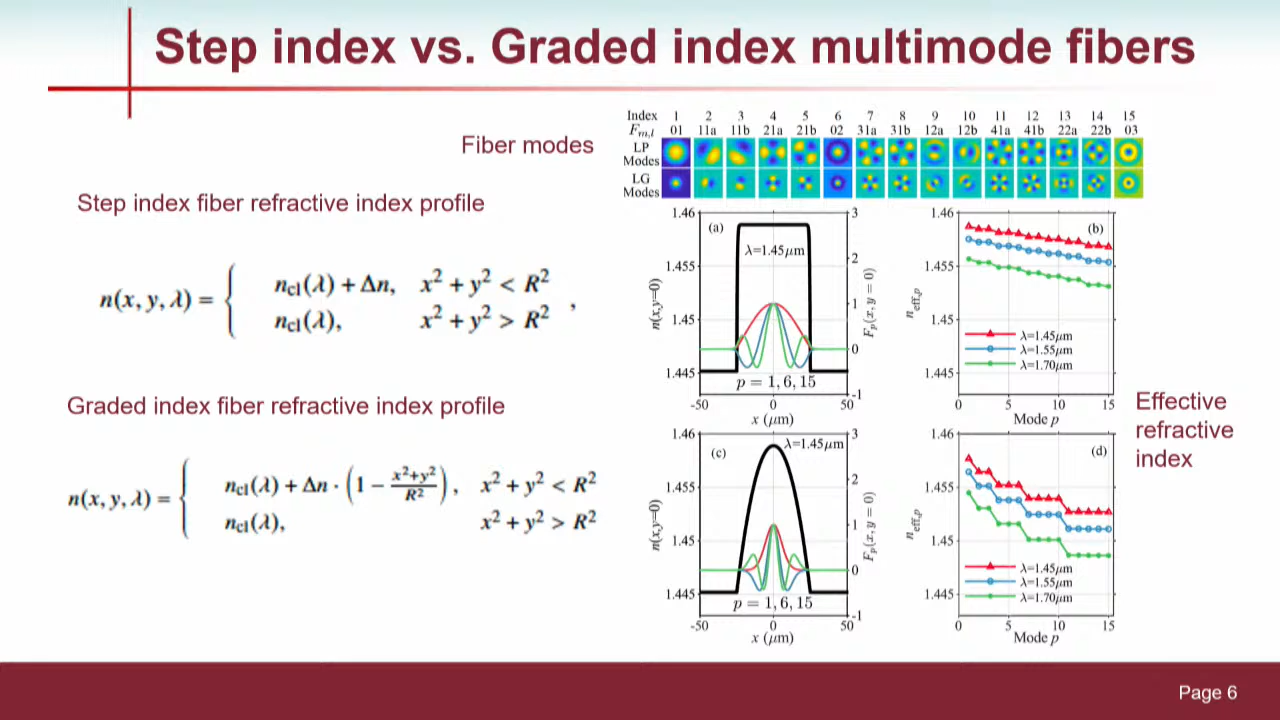 Step index vs. Graded index multimode fibers
Fiber modes
Index 1 2 3 4 5 6 7 8 9 10 11 12 13 14 15
F_{m,l} 01 11a 11b 21a 21b 02 31a 31b 12a 12b 41a 41b 22a 22b 03
LP
Modes
LG
Modes
Step index fiber refractive index profile
n(x, y, λ) = { n_cl(λ) + Δn, x² + y² < R²
n_cl(λ), x² + y² > R² ,
Graded index fiber refractive index profile
n(x, y, λ) = { n_cl(λ) + Δn · (1 − (x²+y²)/R²), x² + y² < R²
n_cl(λ), x² + y² > R²
(a)
λ=1.45μm
p = 1, 6, 15
1.46
1.455
1.45
1.445
n(x,y=0)
3
2
1
0
-1
F_p(x, y = 0)
-50 0 50
x (μm)
(b)
1.46
1.455
1.45
1.445
n_{eff,p}
λ=1.45μm
λ=1.55μm
λ=1.70μm
0 5 10 15
Mode p
(c)
λ=1.45μm
p = 1, 6, 15
1.46
1.455
1.45
1.445
n(x,y=0)
3
2
1
0
-1
F_p(x, y = 0)
-50 0 50
x (μm)
(d)
1.46
1.455
1.45
1.445
n_{eff,p}
λ=1.45μm
λ=1.55μm
λ=1.70μm
0 5 10 15
Mode p
Effective
refractive
index
Page 6